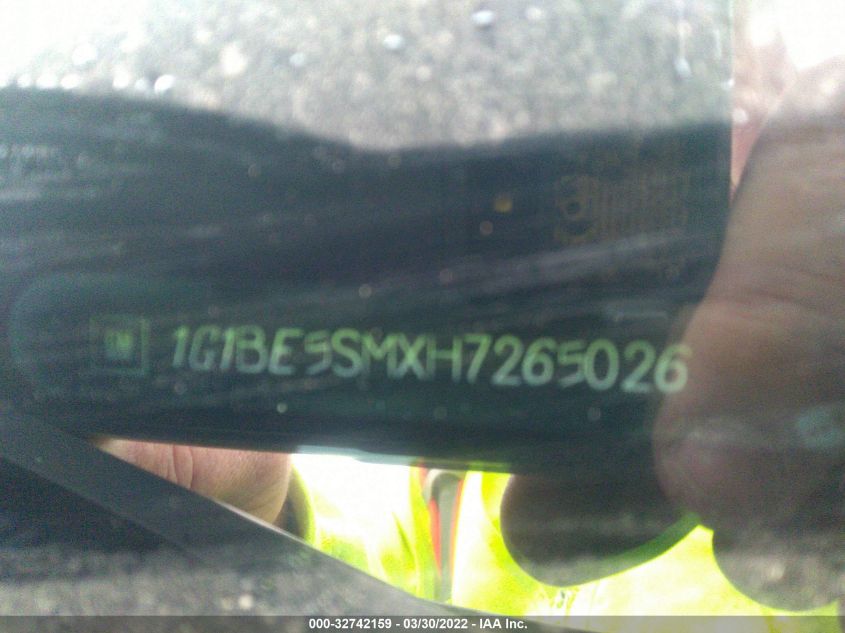 1G1BE5SMXH7265026
000-32742159 - 03/30/2022 - IAA Inc.